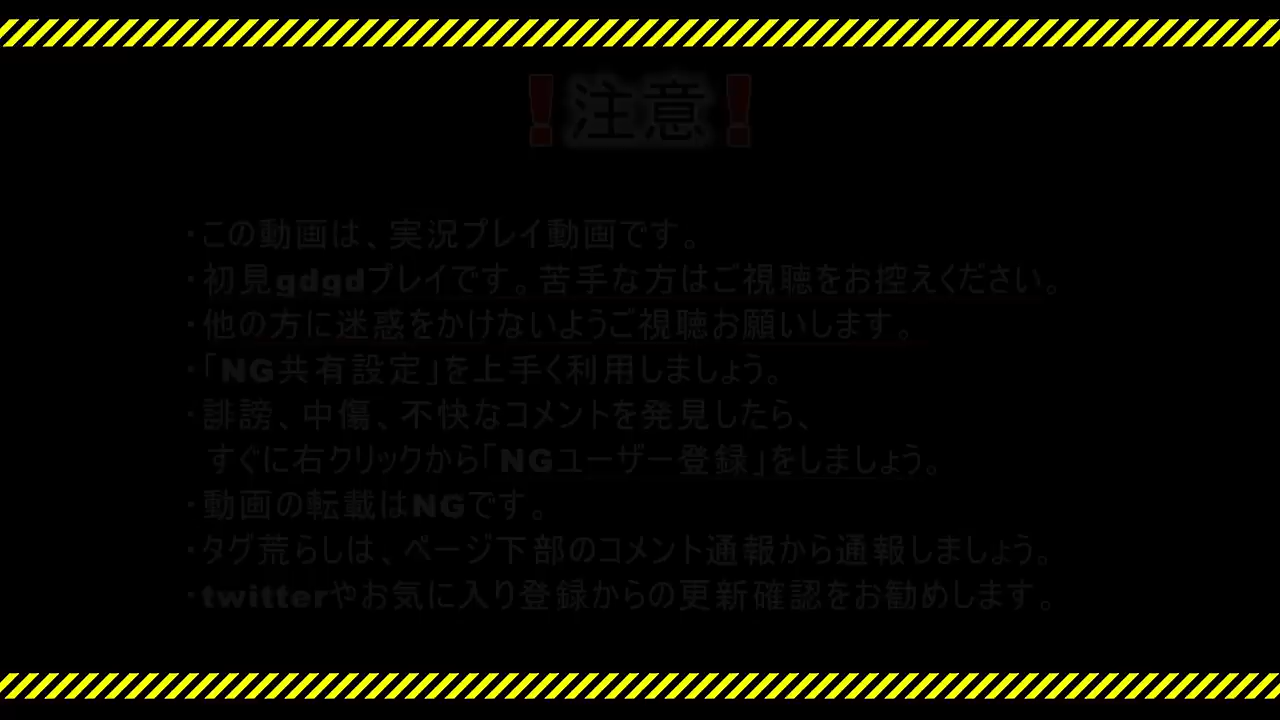 ❗注意❗
・この動画は、実況プレイ動画です。
・初見gdgdプレイです。苦手な方はご視聴をお控えください。
・他の方に迷惑をかけないようご視聴お願いします。
・「NG共有設定」を上手く利用しましょう。
・誹謗、中傷、不快なコメントを発見したら、
すぐに右クリックから「NGユーザー登録」をしましょう。
・動画の転載はNGです。
・タグ荒らしは、ページ下部のコメント通報から通報しましょう。
・twitterやお気に入り登録からの更新確認をお勧めします。